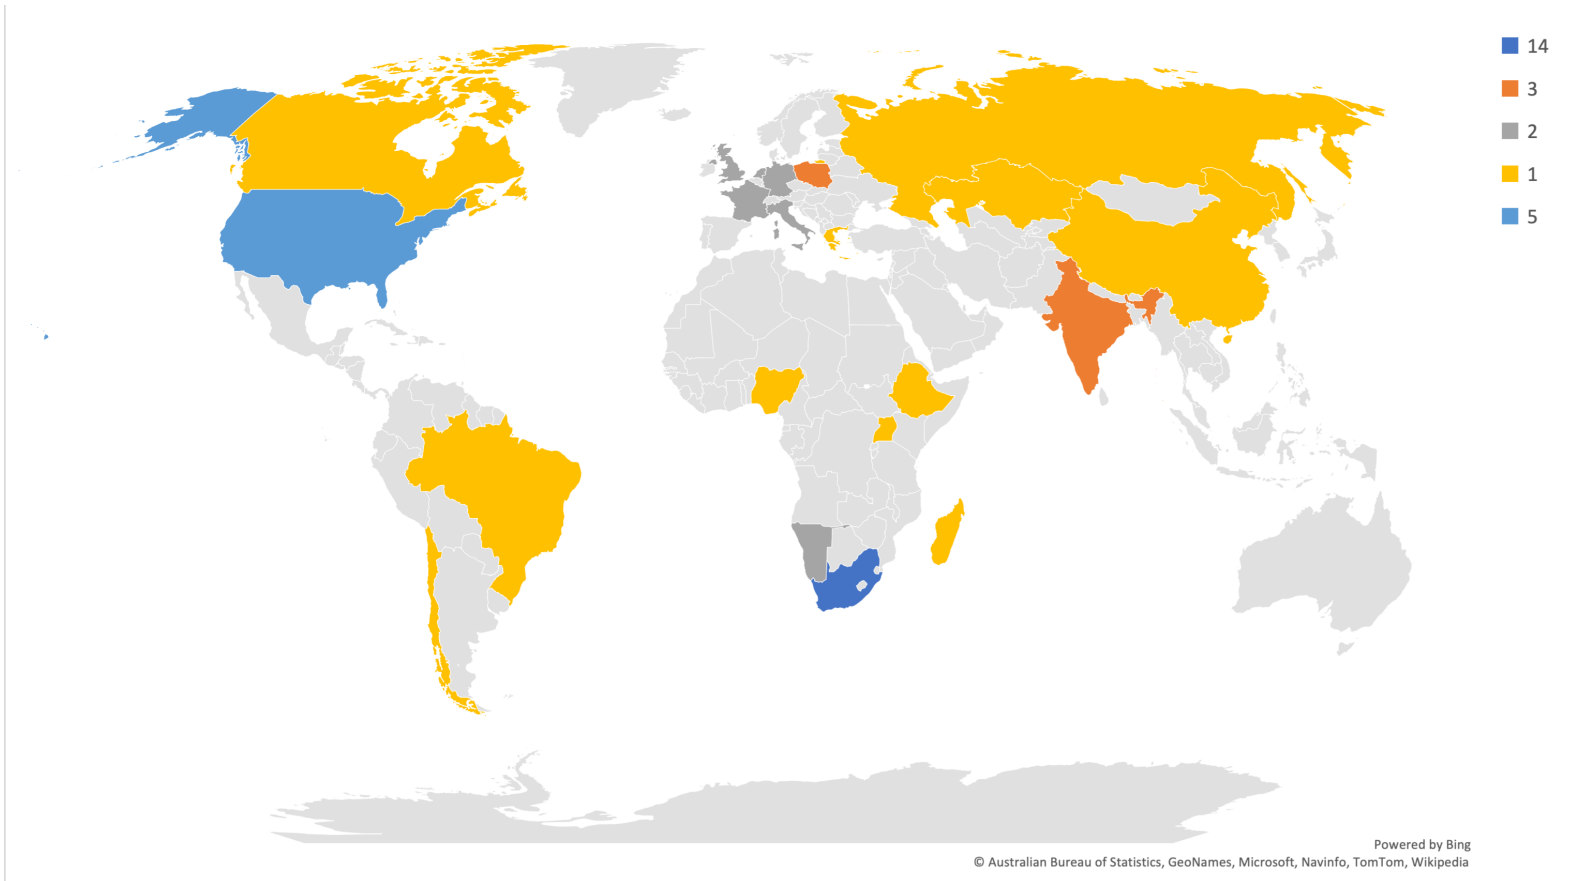 14
3
2
1
5
Powered by Bing
© Australian Bureau of Statistics, GeoNames, Microsoft, Navinfo, TomTom, Wikipedia